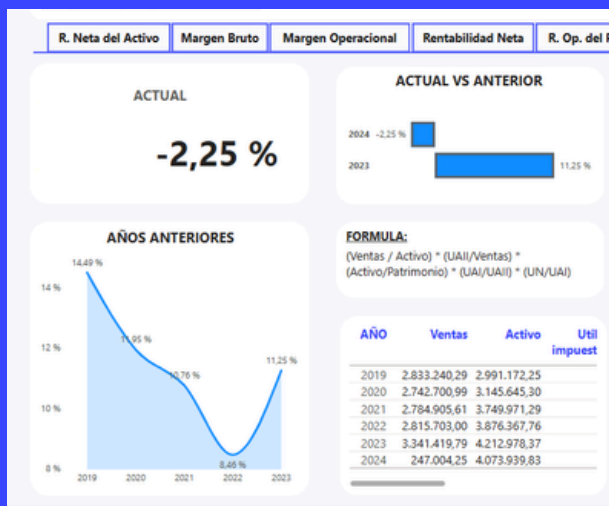 R. Neta del Activo Margen Bruto Margen Operacional Rentabilidad Neta R. Op. del
ACTUAL
-2,25 %
ACTUAL VS ANTERIOR
2024 -2,25 %
2023 11,25 %
AÑOS ANTERIORES
14,49 %
14 %
11,95 %
12 %
10,76 %
11,25 %
10 %
8,46 %
8 %
2019 2020 2021 2022 2023
FORMULA:
(Ventas / Activo) * (UAII/Ventas) *
(Activo/Patrimonio) * (UAI/UAII) * (UN/UAI)
AÑO Ventas Activo Util
impuest
2019 2.833.240,29 2.991.172,25
2020 2.742.700,99 3.145.645,30
2021 2.784.905,61 3.749.971,29
2022 2.815.703,00 3.876.367,76
2023 3.341.419,79 4.212.978,37
2024 247.004,25 4.073.939,83